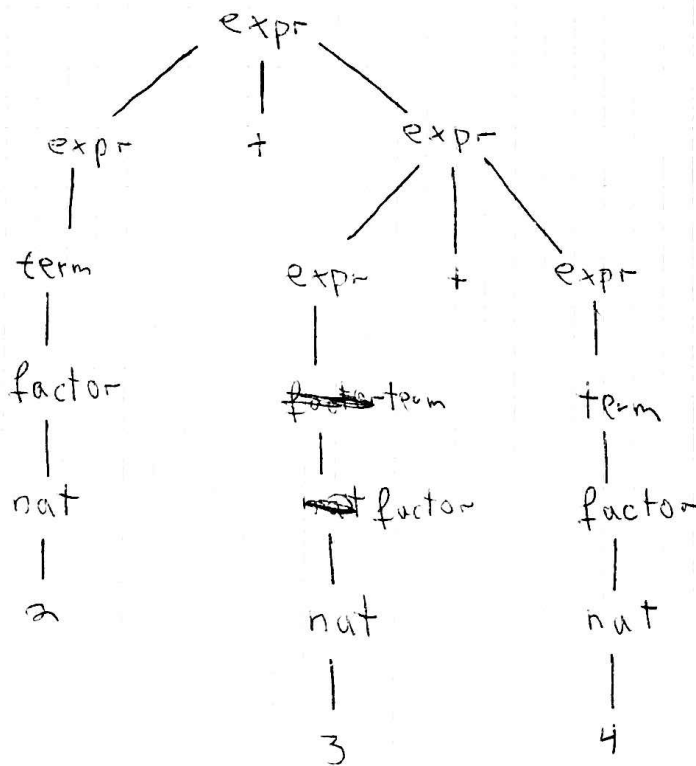 expr
expr + expr
term expr + expr
factor term term
nat factor factor
2 nat nat
3 4